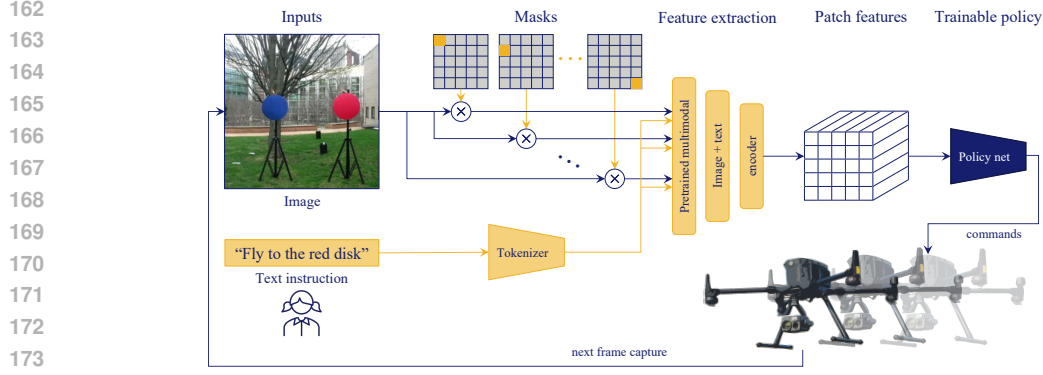 162
163
164
165
166
167
168
169
170
171
172
173
Inputs
Masks
Feature extraction
Patch features
Trainable policy
Image
Pretrained multimodal
Image + text
encoder
Policy net
commands
“Fly to the red disk”
Tokenizer
Text instruction
next frame capture